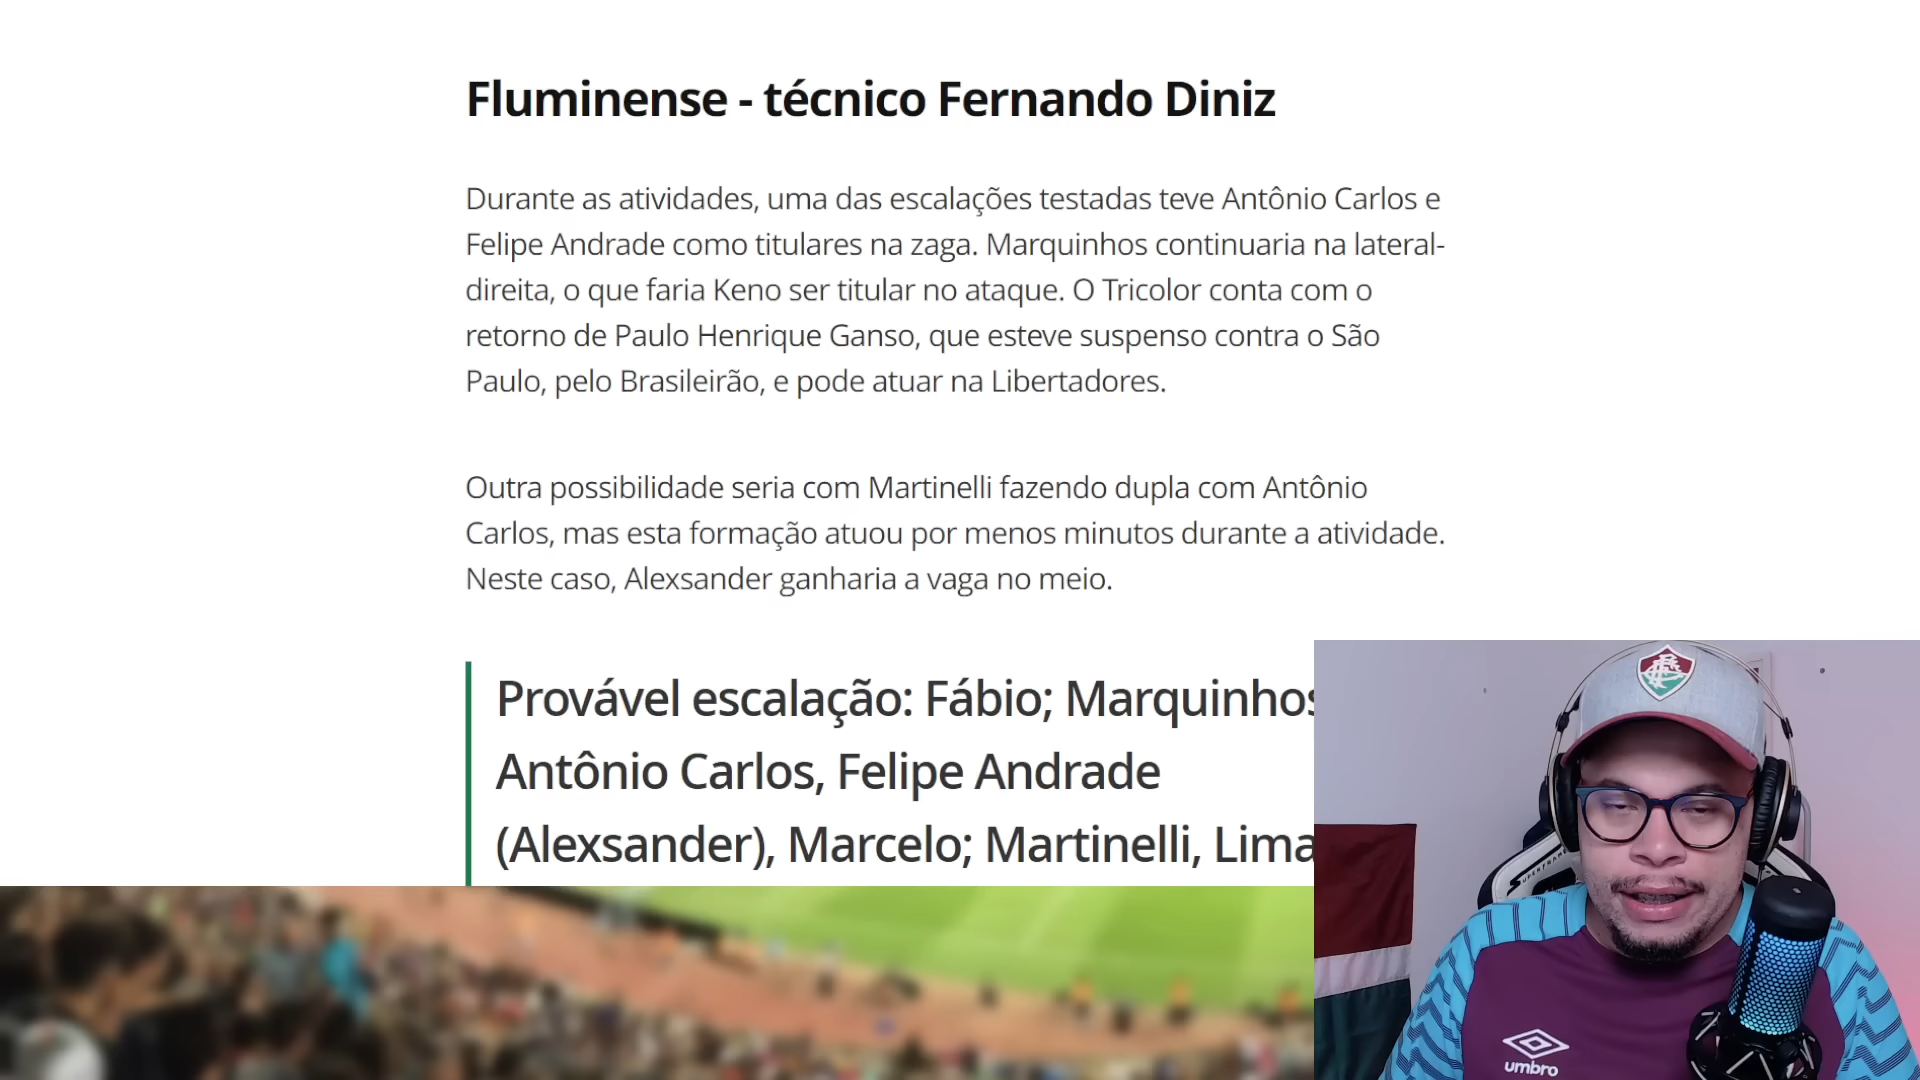 Fluminense - técnico Fernando Diniz
Durante as atividades, uma das escalações testadas teve Antônio Carlos e
Felipe Andrade como titulares na zaga. Marquinhos continuaria na lateral-
direita, o que faria Keno ser titular no ataque. O Tricolor conta com o
retorno de Paulo Henrique Ganso, que esteve suspenso contra o São
Paulo, pelo Brasileirão, e pode atuar na Libertadores.
Outra possibilidade seria com Martinelli fazendo dupla com Antônio
Carlos, mas esta formação atuou por menos minutos durante a atividade.
Neste caso, Alexsander ganharia a vaga no meio.
Provável escalação: Fábio; Marquinhos
Antônio Carlos, Felipe Andrade
(Alexsander), Marcelo; Martinelli, Lima
umbro